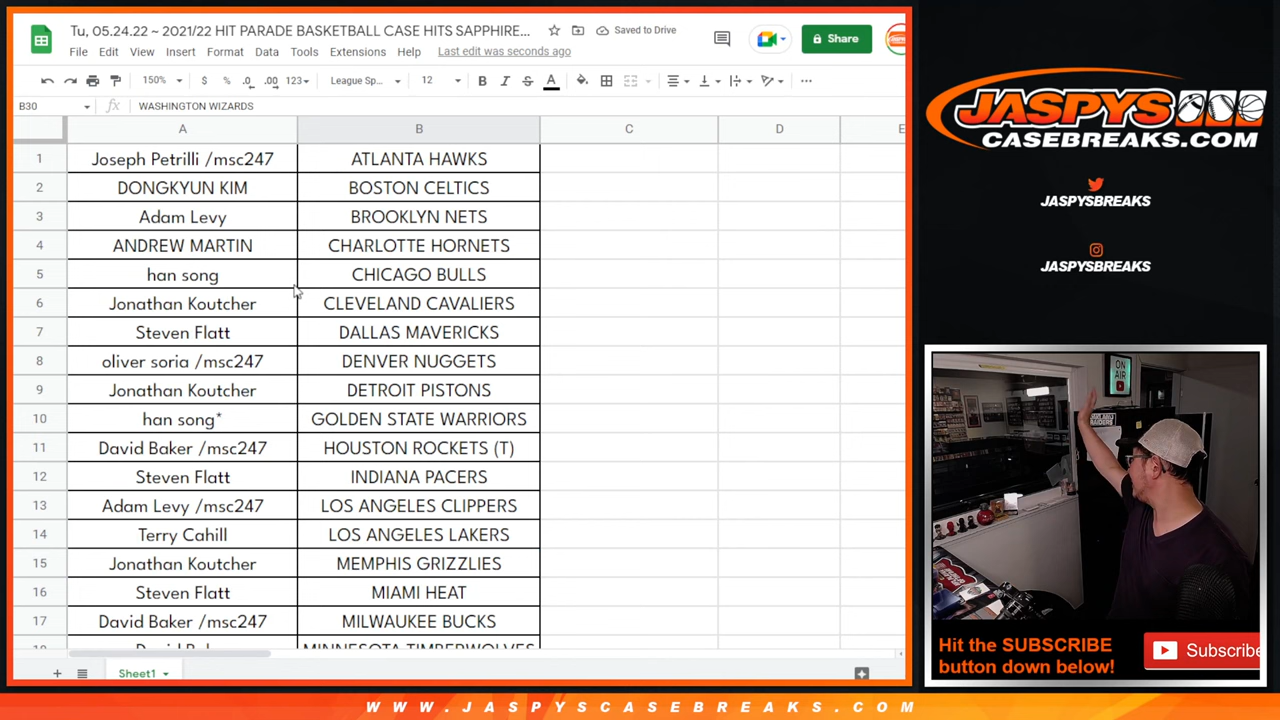 Tu, 05.24.22 ~ 2021/22 HIT PARADE BASKETBALL CASE HITS SAPPHIRE...
Saved to Drive
File Edit View Insert Format Data Tools Extensions Help Last edit was seconds ago
Share
150% $ % .0 .00 123 League Sp... 12 B I S A
B30 fx WASHINGTON WIZARDS
A B C D E
1 Joseph Petrilli /msc247 ATLANTA HAWKS
2 DONGKYUN KIM BOSTON CELTICS
3 Adam Levy BROOKLYN NETS
4 ANDREW MARTIN CHARLOTTE HORNETS
5 han song CHICAGO BULLS
6 Jonathan Koutcher CLEVELAND CAVALIERS
7 Steven Flatt DALLAS MAVERICKS
8 oliver soria /msc247 DENVER NUGGETS
9 Jonathan Koutcher DETROIT PISTONS
10 han song* GOLDEN STATE WARRIORS
11 David Baker /msc247 HOUSTON ROCKETS (T)
12 Steven Flatt INDIANA PACERS
13 Adam Levy /msc247 LOS ANGELES CLIPPERS
14 Terry Cahill LOS ANGELES LAKERS
15 Jonathan Koutcher MEMPHIS GRIZZLIES
16 Steven Flatt MIAMI HEAT
17 David Baker /msc247 MILWAUKEE BUCKS
MINNESOTA TIMBERWOLVES
Sheet1
JASPYS
CASEBREAKS.COM
JASPYSBREAKS
JASPYSBREAKS
ON
AIR
Hit the SUBSCRIBE
button down below!
Subscribe
WWW.JASPYSCASEBREAKS.COM